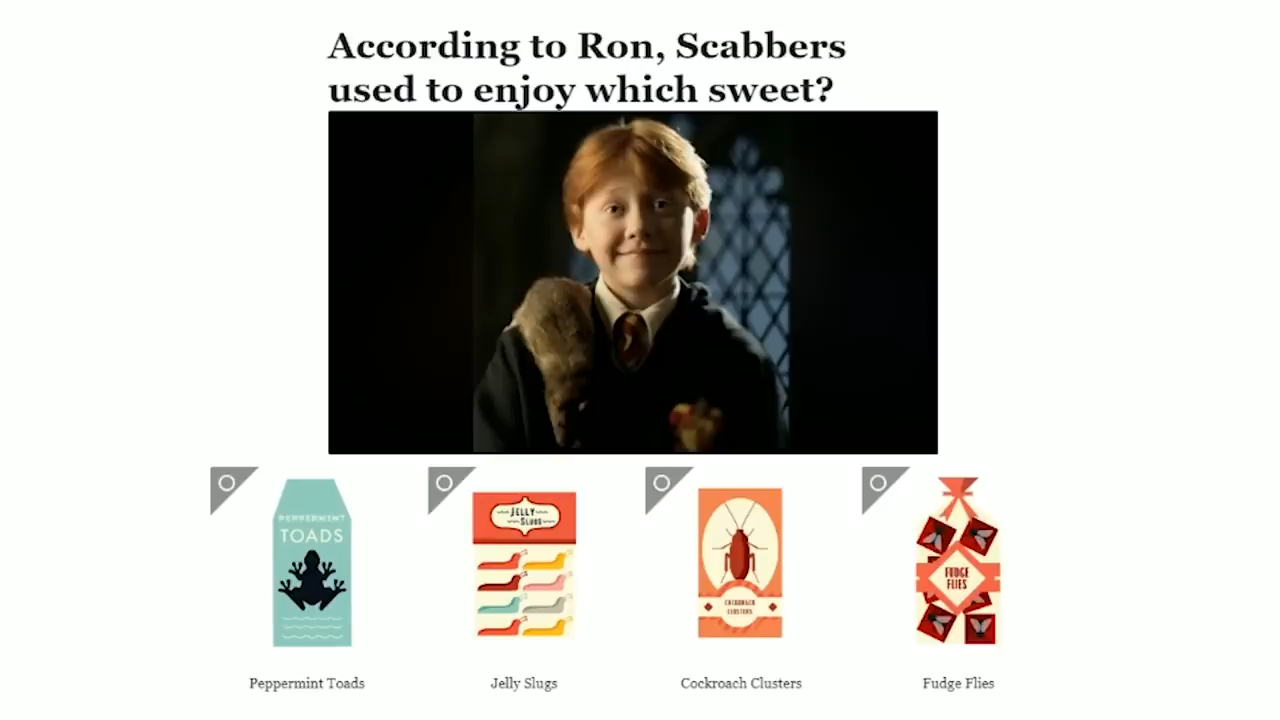 According to Ron, Scabbers
used to enjoy which sweet?
PEPPERMINT
TOADS
JELLY
SLUGS
COCKROACH
CLUSTERS
FUDGE
FLIES
Peppermint Toads
Jelly Slugs
Cockroach Clusters
Fudge Flies